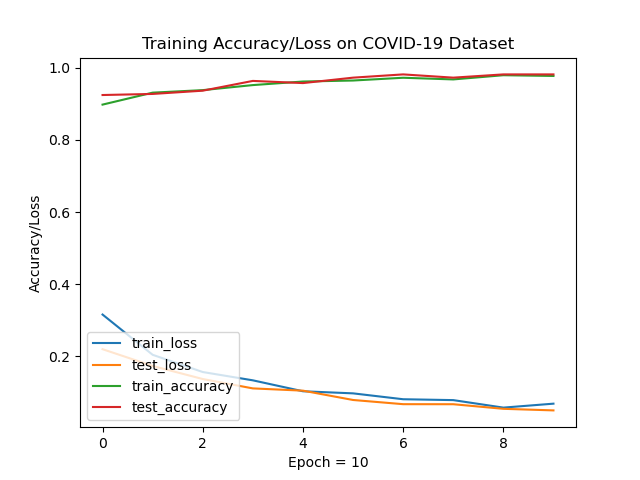 Training Accuracy/Loss on COVID-19 Dataset
1.0
0.8
0.6
0.4
0.2
Accuracy/Loss
train_loss
test_loss
train_accuracy
test_accuracy
0 2 4 6 8
Epoch = 10